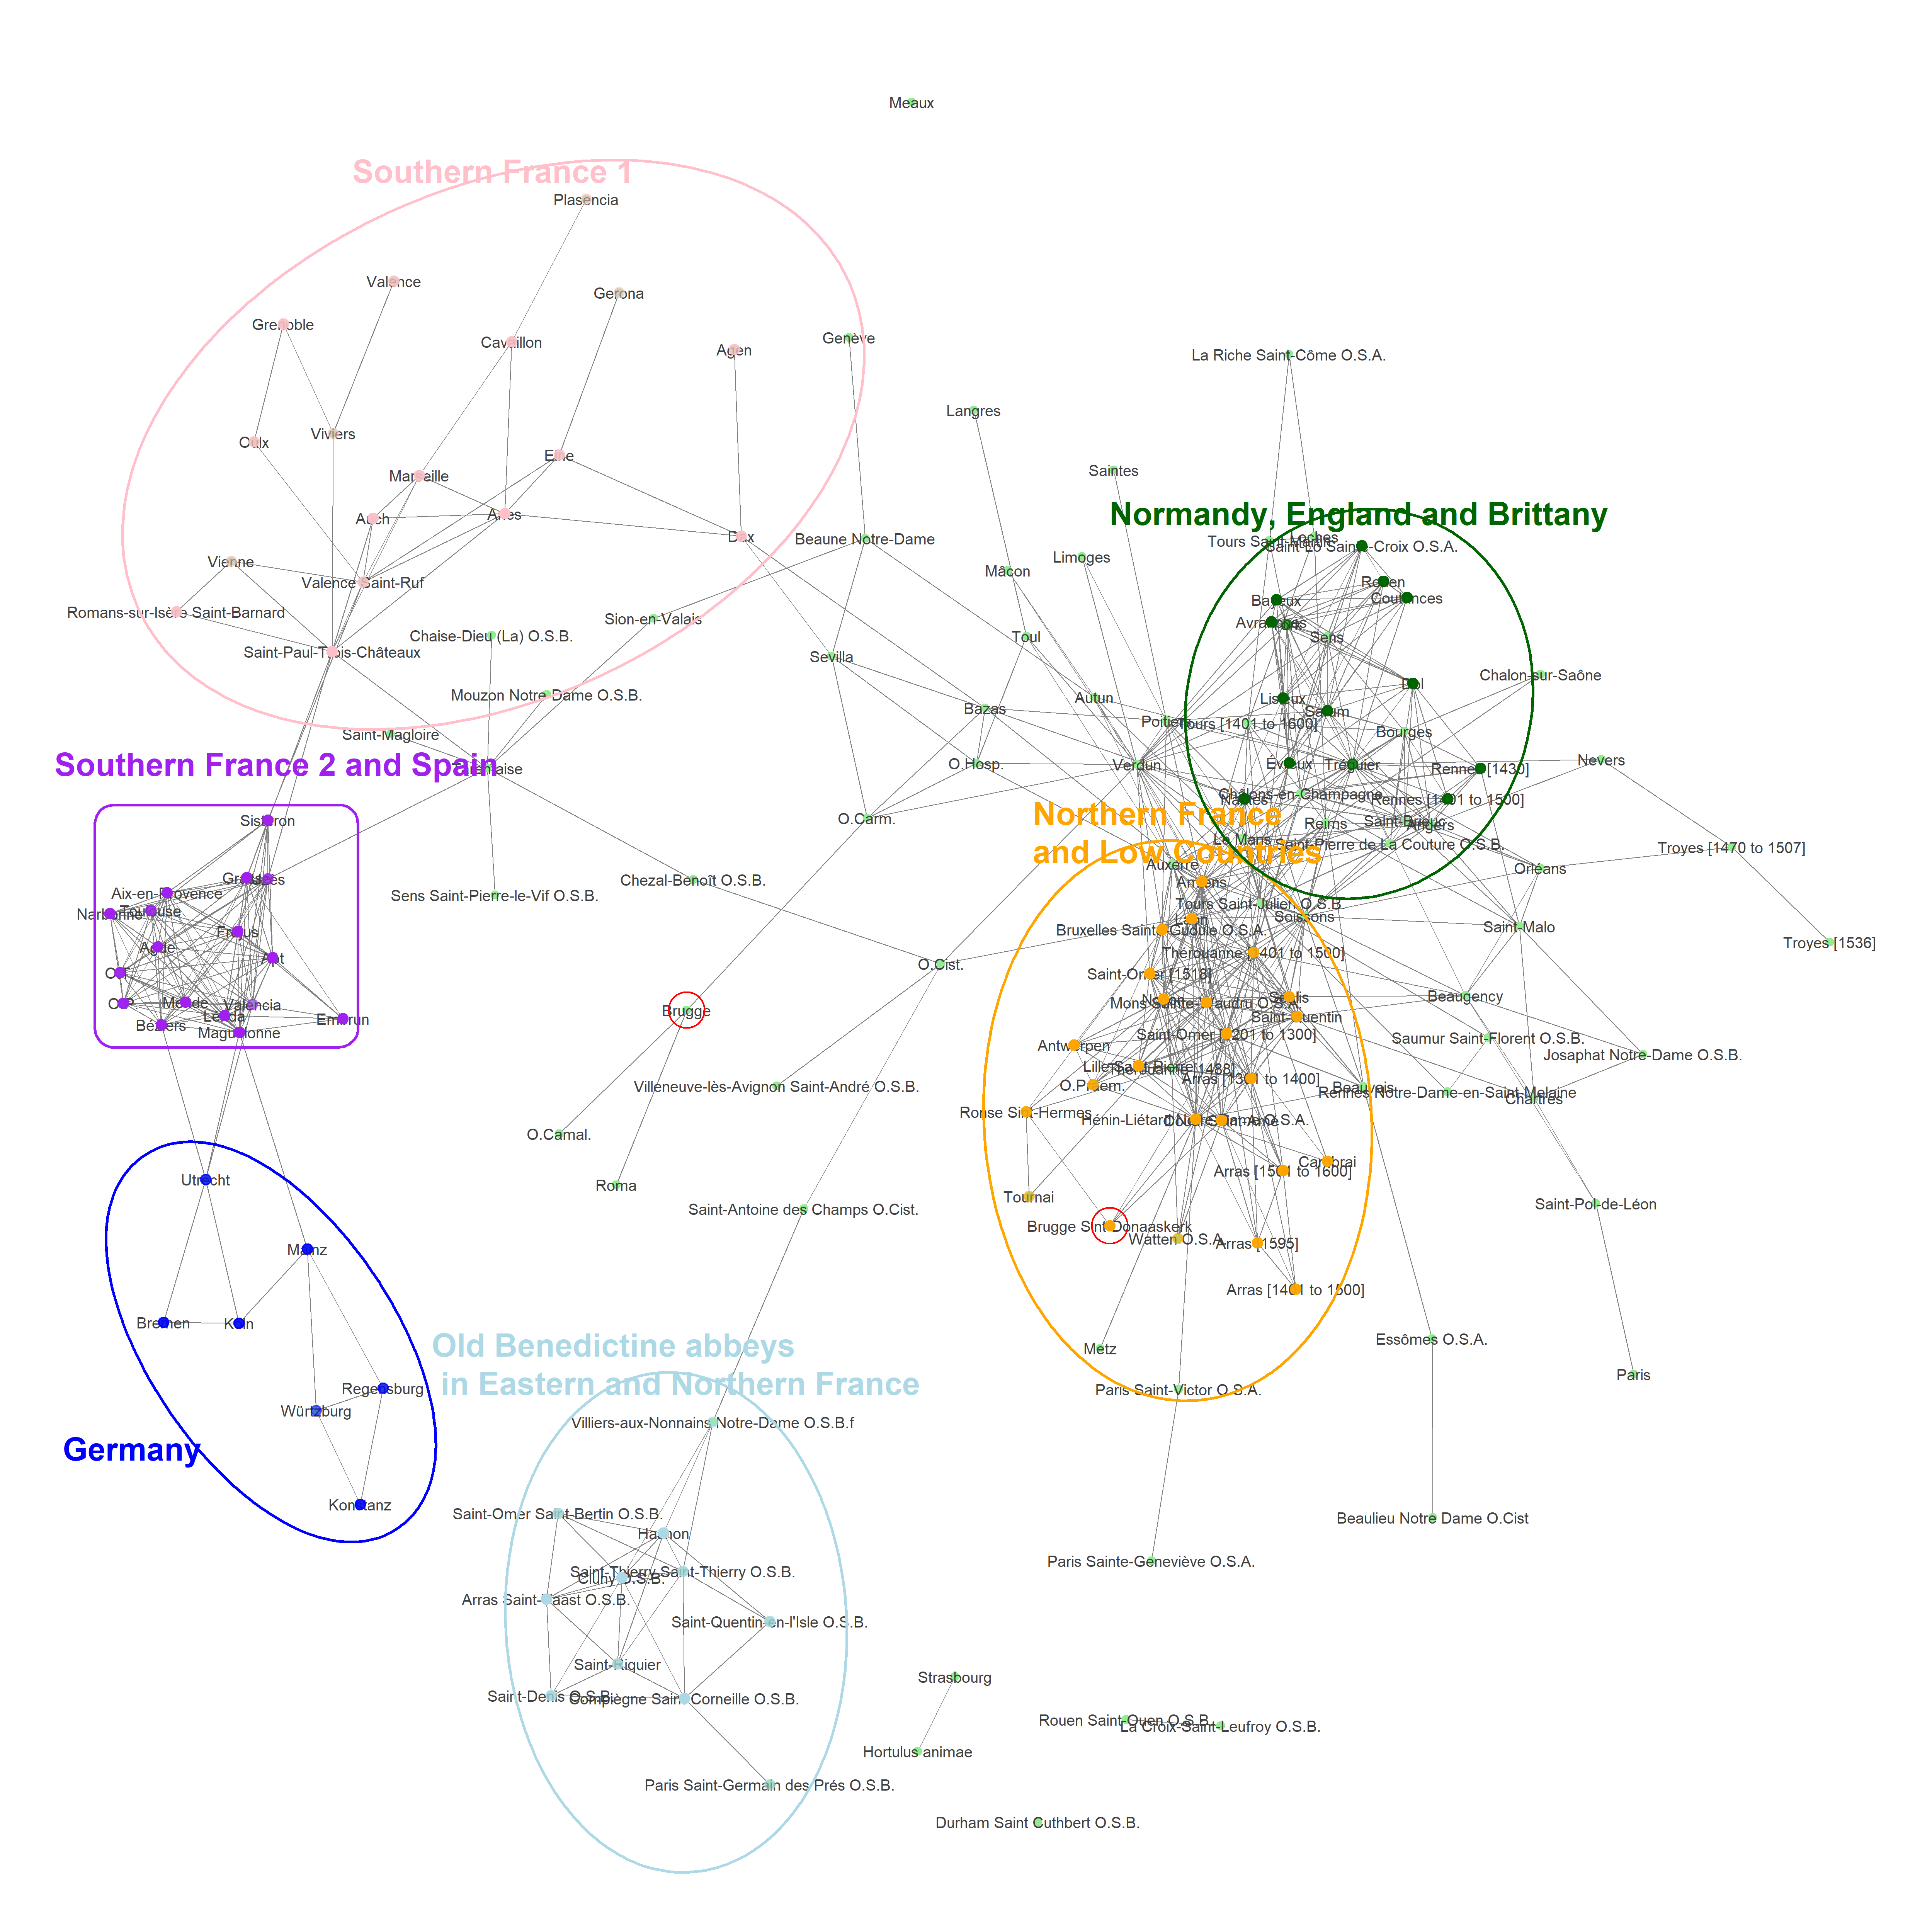 Meaux
Southern France 1
Plasencia
Valence
Gerona
Grenoble
Cavaillon
Agen
Genève
La Riche Saint-Côme O.S.A.
Langres
Oulx
Viviers
Elne
Marseille
Saintes
Auch
Arles
Normandy, England and Brittany
Dax
Beaune Notre-Dame
Tours Saint-Martin
Loches
Saint-Lô Sainte-Croix O.S.A.
Vienne
Valence Saint-Ruf
Limoges
Mâcon
Rouen
Coutances
Bayeux
Romans-sur-Isère Saint-Barnard
Sion-en-Valais
Avranches
Chaise-Dieu (La) O.S.B.
Toul
Sens
Saint-Paul-Trois-Châteaux
Sevilla
Chalon-sur-Saône
Dol
Mouzon Notre Dame O.S.B.
Autun
Lisieux
Bazas
Sarum
Poitiers
Tours [1401 to 1600]
Bourges
Saint-Magloire
Southern France 2 and Spain
Tarentaise
O.Hosp.
Verdun
Évreux
Tréguier
Rennes [1430]
Nevers
Châlons-en-Champagne
Nantes
Rennes [1401 to 1500]
Northern France
and Low Countries
Sisteron
O.Carm.
Reims
Saint-Brieuc
Angers
Le Mans
Saint-Pierre de La Couture O.S.B.
Troyes [1470 to 1507]
Auxerre
Orléans
Grasse
Aix-en-Provence
Chezal-Benoît O.S.B.
Amiens
Sens Saint-Pierre-le-Vif O.S.B.
Tours Saint-Julien O.S.B.
Narbonne
Toulouse
Laon
Soissons
Fréjus
Bruxelles Sainte-Gudule O.S.A.
Saint-Malo
Troyes [1536]
Agde
Apt
Thérouanne [1401 to 1500]
O.Cist.
Saint-Omer [1518]
Mende
Valencia
Noyon
Mons Sainte-Waudru O.S.A.
Senlis
Beaugency
Brugge
Lleida
Béziers
Embrun
Saint-Quentin
Maguelonne
Saint-Omer [1201 to 1300]
Saumur Saint-Florent O.S.B.
Antwerpen
Josaphat Notre-Dame O.S.B.
Lille Saint-Pierre
Thérouanne [1488]
Arras [1301 to 1400]
Villeneuve-lès-Avignon Saint-André O.S.B.
O.Praem.
Beauvais
Rennes Notre-Dame-en-Saint-Melaine
Chartres
Ronse Sint-Hermes
Hénin-Liétard Notre-Dame O.S.A.
Douai Saint-Amé
O.Camal.
Cambrai
Arras [1501 to 1600]
Utrecht
Roma
Tournai
Saint-Pol-de-Léon
Saint-Antoine des Champs O.Cist.
Brugge Sint-Donaaskerk
Watten O.S.A.
Arras [1595]
Mainz
Arras [1401 to 1500]
Bremen
Köln
Essômes O.S.A.
Old Benedictine abbeys
in Eastern and Northern France
Metz
Paris
Regensburg
Paris Saint-Victor O.S.A.
Würtzburg
Villiers-aux-Nonnains Notre-Dame O.S.B.f
Germany
Konstanz
Saint-Omer Saint-Bertin O.S.B.
Beaulieu Notre Dame O.Cist
Hasnon
Paris Sainte-Geneviève O.S.A.
Saint-Thierry Saint-Thierry O.S.B.
Cluny O.S.B.
Arras Saint-Vaast O.S.B.
Saint-Quentin-en-l'Isle O.S.B.
Saint-Riquier
Strasbourg
Saint-Denis O.S.B.
Compiègne Saint-Corneille O.S.B.
Rouen Saint-Ouen O.S.B.
La Croix-Saint-Leufroy O.S.B.
Hortulus animae
Paris Saint-Germain des Prés O.S.B.
Durham Saint Cuthbert O.S.B.